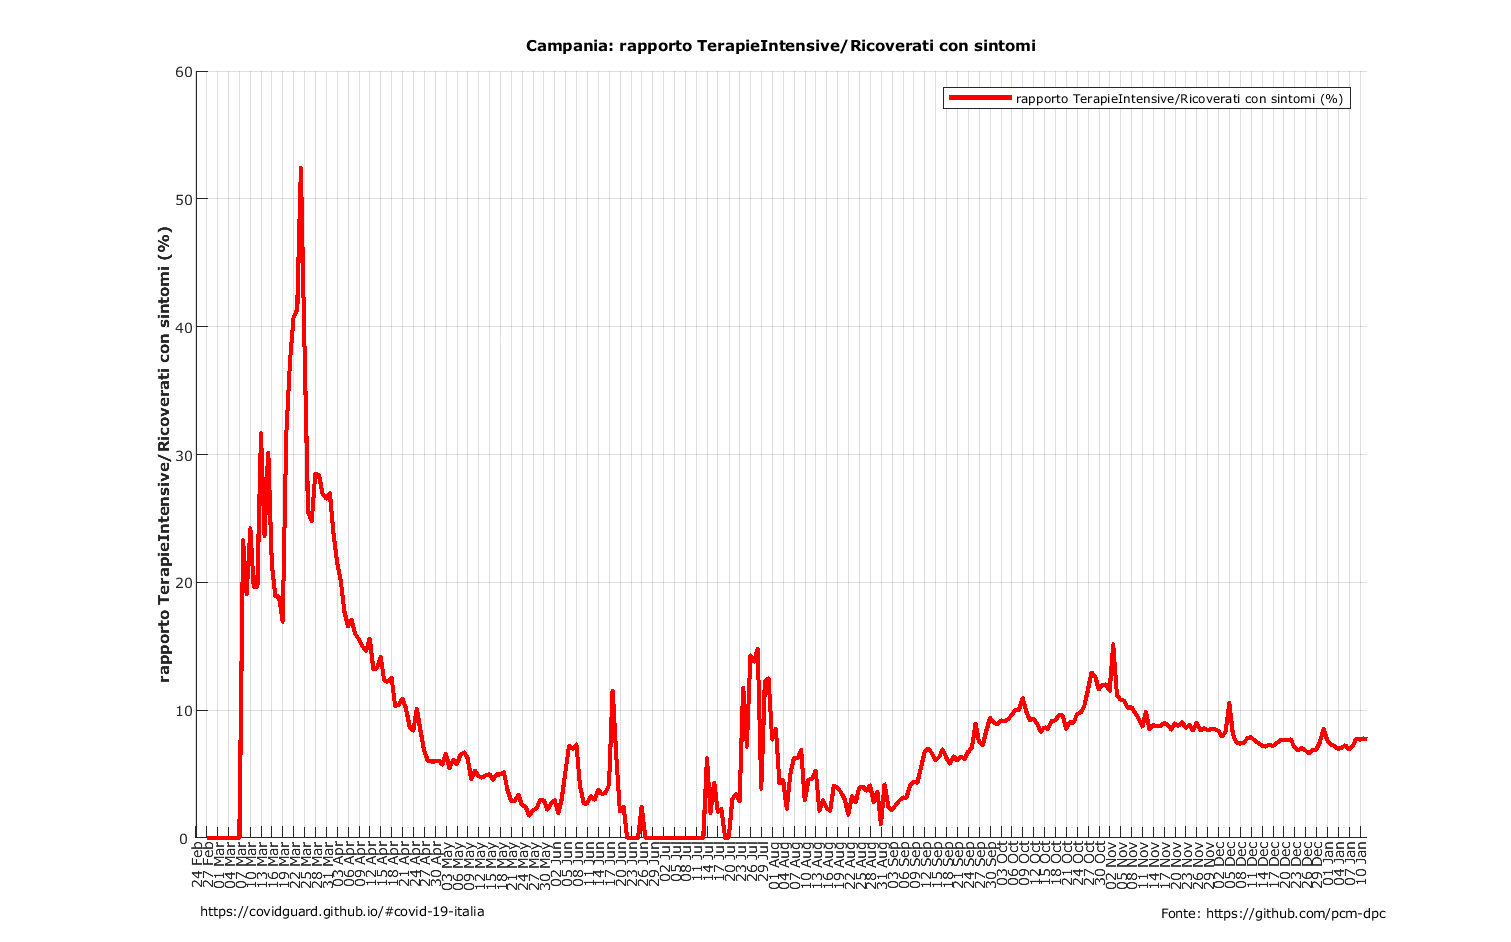 Campania: rapporto TerapieIntensive/Ricoverati con sintomi
rapporto TerapieIntensive/Ricoverati con sintomi (%)
rapporto TerapieIntensive/Ricoverati con sintomi (%)
60
50
40
30
20
10
0
24 Feb
27 Feb
01 Mar
04 Mar
07 Mar
10 Mar
13 Mar
16 Mar
19 Mar
22 Mar
25 Mar
28 Mar
31 Mar
03 Apr
06 Apr
09 Apr
12 Apr
15 Apr
18 Apr
21 Apr
24 Apr
27 Apr
30 Apr
03 May
06 May
09 May
12 May
15 May
18 May
21 May
24 May
27 May
30 May
02 Jun
05 Jun
08 Jun
11 Jun
14 Jun
17 Jun
20 Jun
23 Jun
26 Jun
29 Jun
02 Jul
05 Jul
08 Jul
11 Jul
14 Jul
17 Jul
20 Jul
23 Jul
26 Jul
29 Jul
01 Aug
04 Aug
07 Aug
10 Aug
13 Aug
16 Aug
19 Aug
22 Aug
25 Aug
28 Aug
31 Aug
03 Sep
06 Sep
09 Sep
12 Sep
15 Sep
18 Sep
21 Sep
24 Sep
27 Sep
30 Sep
03 Oct
06 Oct
09 Oct
12 Oct
15 Oct
18 Oct
21 Oct
24 Oct
27 Oct
30 Oct
02 Nov
05 Nov
08 Nov
11 Nov
14 Nov
17 Nov
20 Nov
23 Nov
26 Nov
29 Nov
02 Dec
05 Dec
08 Dec
11 Dec
14 Dec
17 Dec
20 Dec
23 Dec
26 Dec
29 Dec
01 Jan
04 Jan
07 Jan
10 Jan
https://covidguard.github.io/#covid-19-italia
Fonte: https://github.com/pcm-dpc